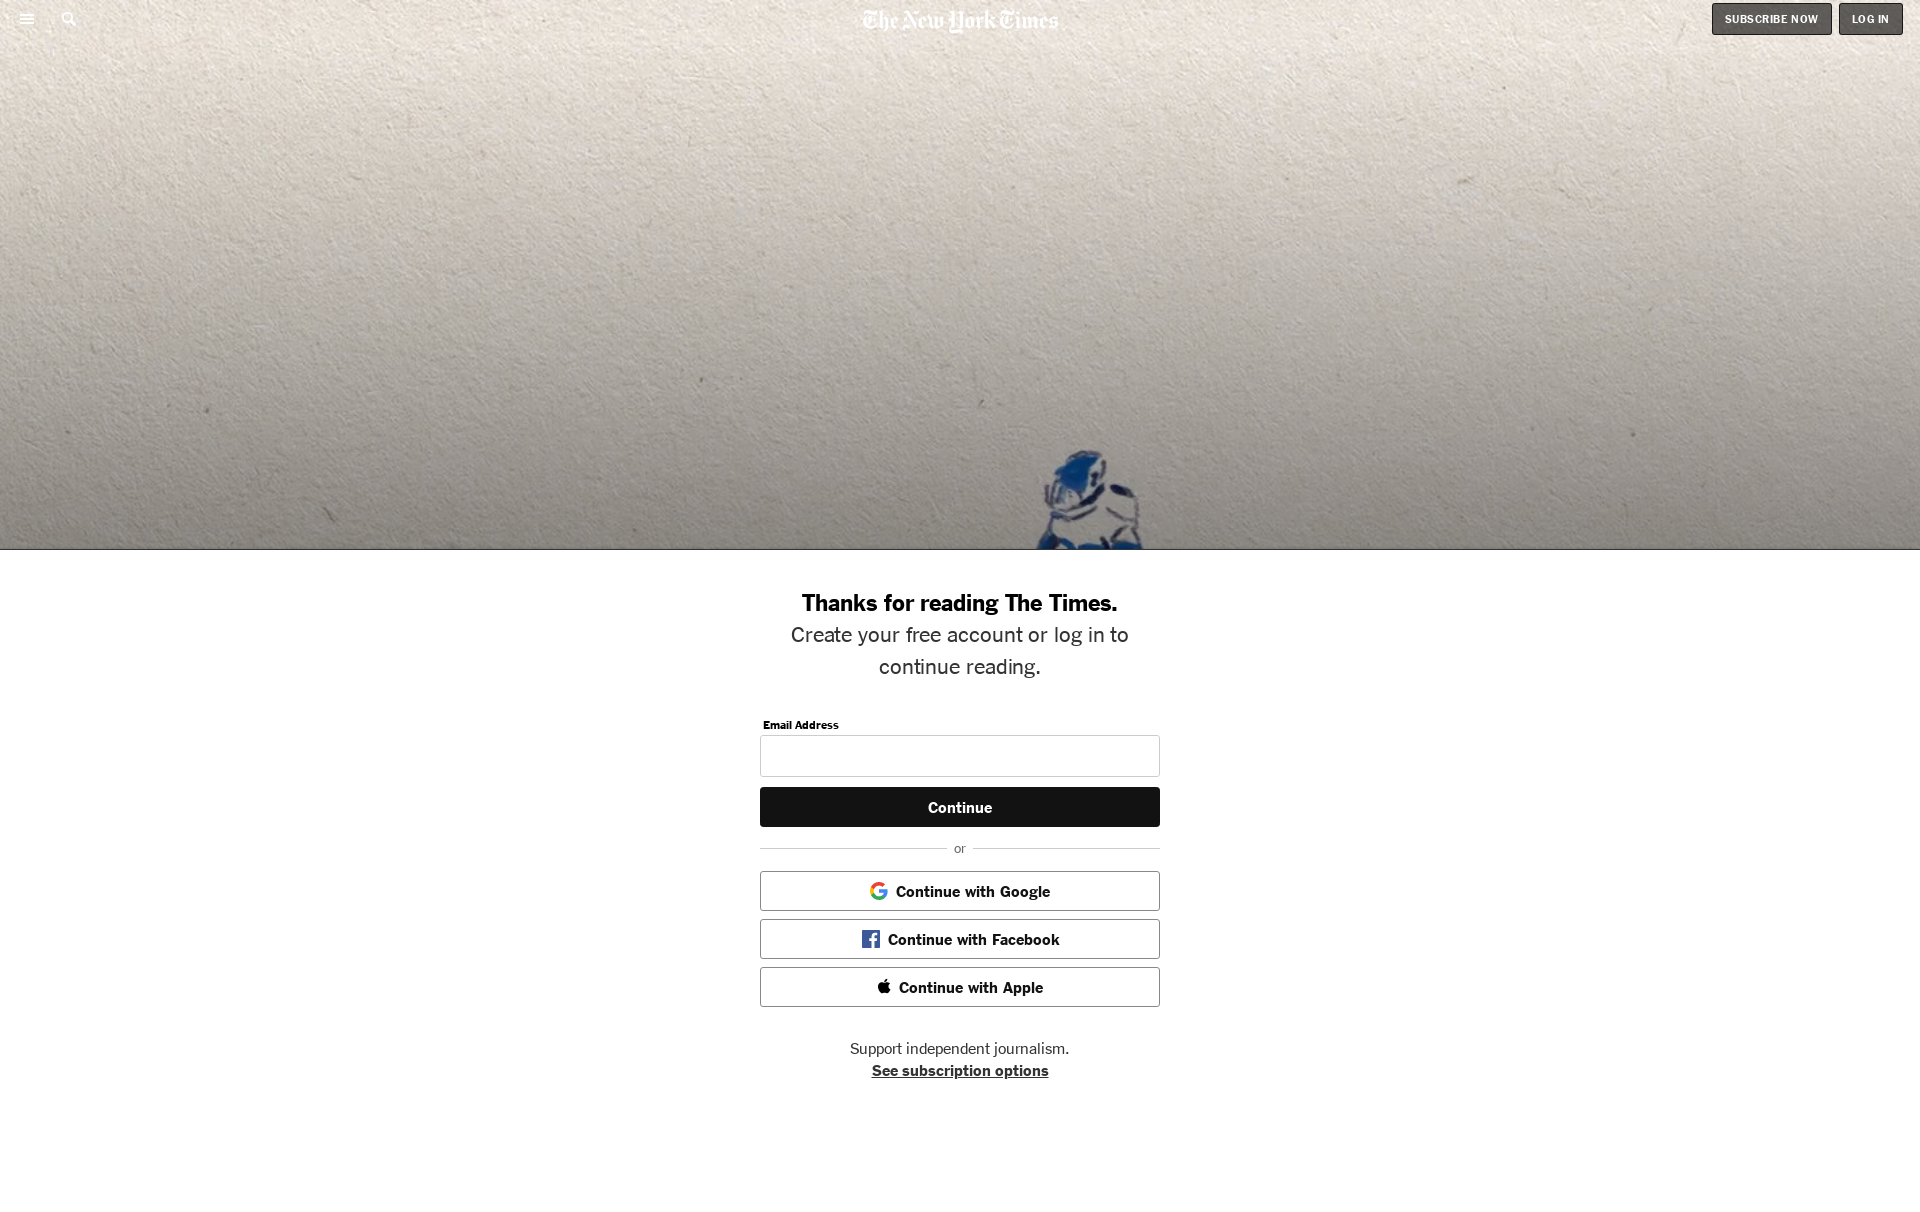 The New York Times
SUBSCRIBE NOW
LOG IN
Thanks for reading The Times.
Create your free account or log in to
continue reading.
Email Address
Continue
or
Continue with Google
Continue with Facebook
Continue with Apple
Support independent journalism.
See subscription options